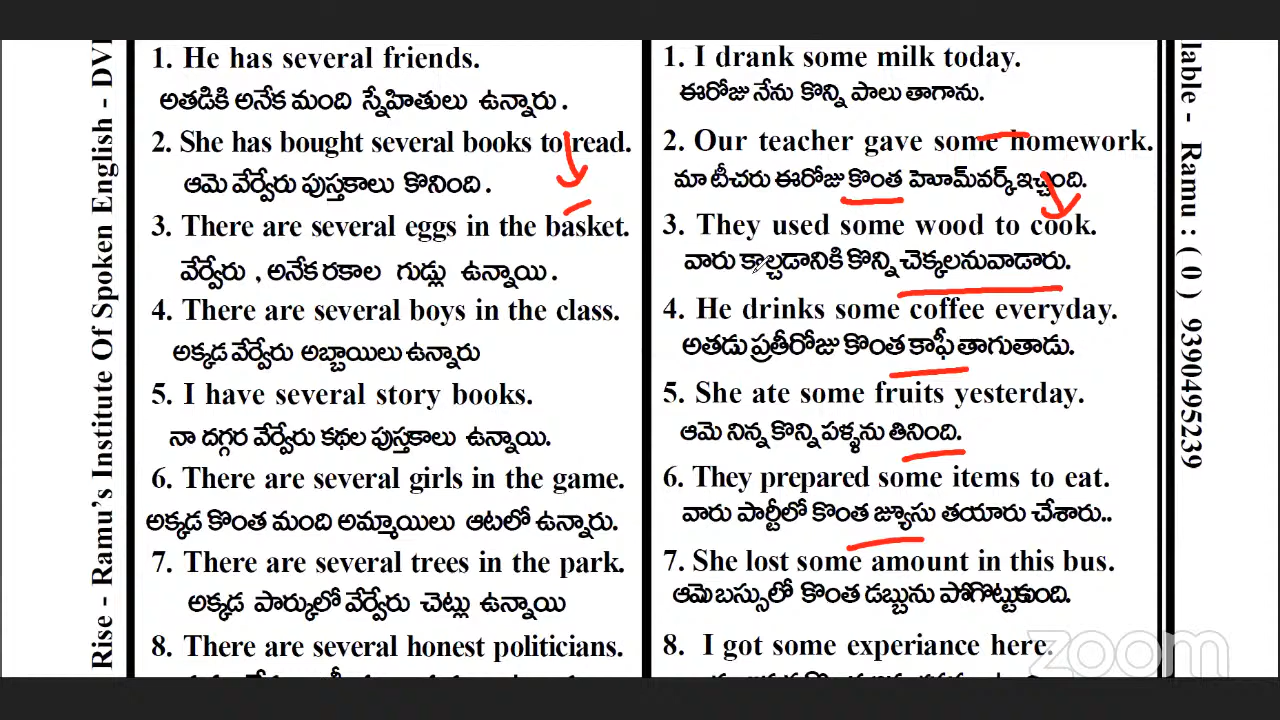 Rise - Ramu's Institute Of Spoken English - DVI
1. He has several friends.
అతడికి అనేక మంది స్నేహితులు ఉన్నారు.
2. She has bought several books to read.
ఆమె వేర్వేరు పుస్తకాలు కొనింది.
3. There are several eggs in the basket.
వేర్వేరు , అనేక రకాల గుడ్లు ఉన్నాయి.
4. There are several boys in the class.
అక్కడ వేర్వేరు అబ్బాయిలు ఉన్నారు
5. I have several story books.
నా దగ్గర వేర్వేరు కథల పుస్తకాలు ఉన్నాయి.
6. There are several girls in the game.
అక్కడ కొంత మంది అమ్మాయిలు ఆటలో ఉన్నారు.
7. There are several trees in the park.
అక్కడ పార్కులో వేర్వేరు చెట్లు ఉన్నాయి
8. There are several honest politicians.
1. I drank some milk today.
ఈరోజు నేను కొన్ని పాలు తాగాను.
2. Our teacher gave some homework.
మా టీచరు ఈరోజు కొంత హెూమ్‌వర్క్ ఇచ్చింది.
3. They used some wood to cook.
వారు కాల్చడానికి కొన్ని చెక్కలనువాడారు.
4. He drinks some coffee everyday.
అతడు ప్రతీరోజు కొంత కాఫీ తాగుతాడు.
5. She ate some fruits yesterday.
ఆమె నిన్న కొన్ని పళ్ళను తినింది.
6. They prepared some items to eat.
వారు పార్టీలో కొంత జ్యూసు తయారు చేశారు..
7. She lost some amount in this bus.
ఆమె బస్సులో కొంత డబ్బును పోగొట్టుకుంది.
8. I got some experiance here.
lable - Ramu : ( 0 ) 9390495239
zoom